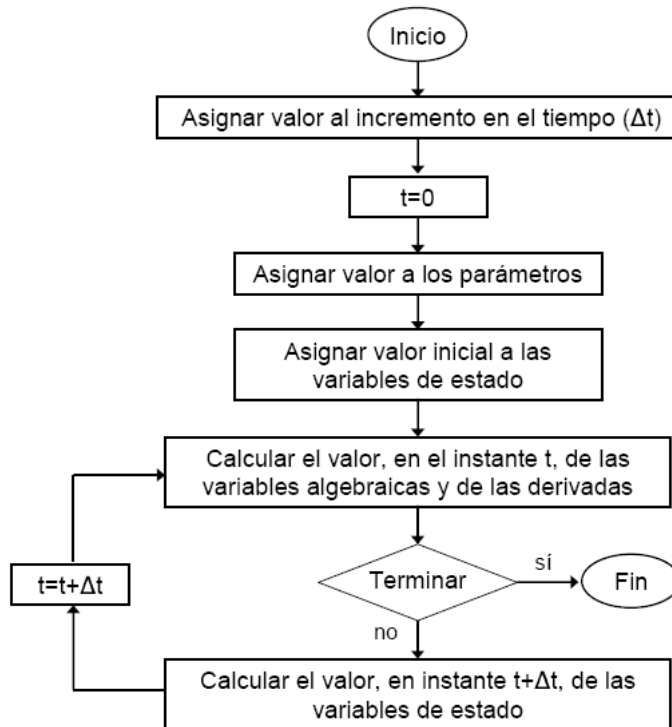 Inicio
Asignar valor al incremento en el tiempo (Δt)
t=0
Asignar valor a los parámetros
Asignar valor inicial a las
variables de estado
Calcular el valor, en el instante t, de las
variables algebraicas y de las derivadas
Terminar
sí
Fin
no
t=t+Δt
Calcular el valor, en instante t+Δt, de las
variables de estado